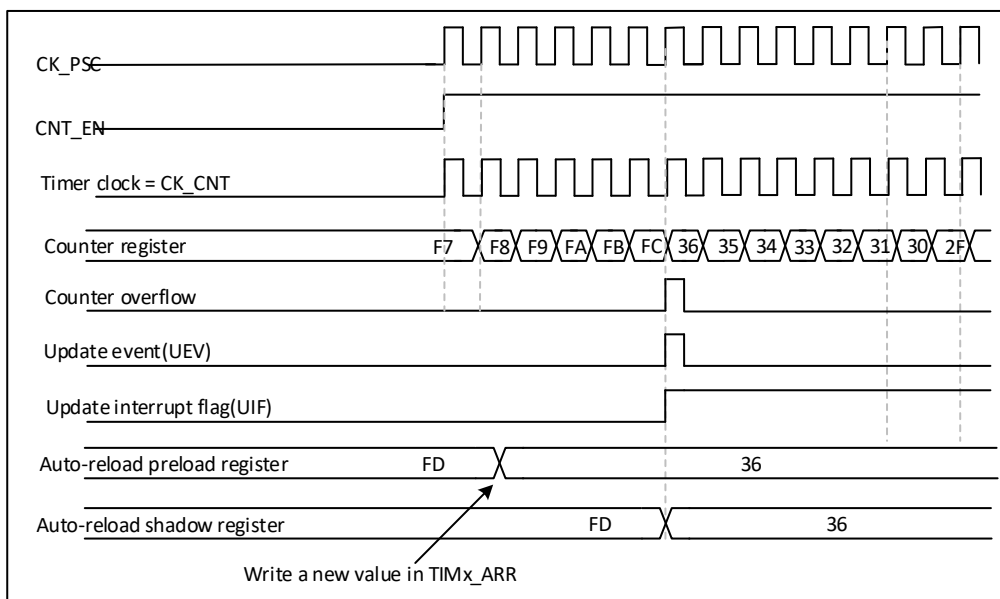 CK_PSC
CNT_EN
Timer clock = CK_CNT
Counter register F7 F8 F9 FA FB FC 36 35 34 33 32 31 30 2F
Counter overflow
Update event(UEV)
Update interrupt flag(UIF)
Auto-reload preload register FD 36
Auto-reload shadow register FD 36
Write a new value in TIMx_ARR